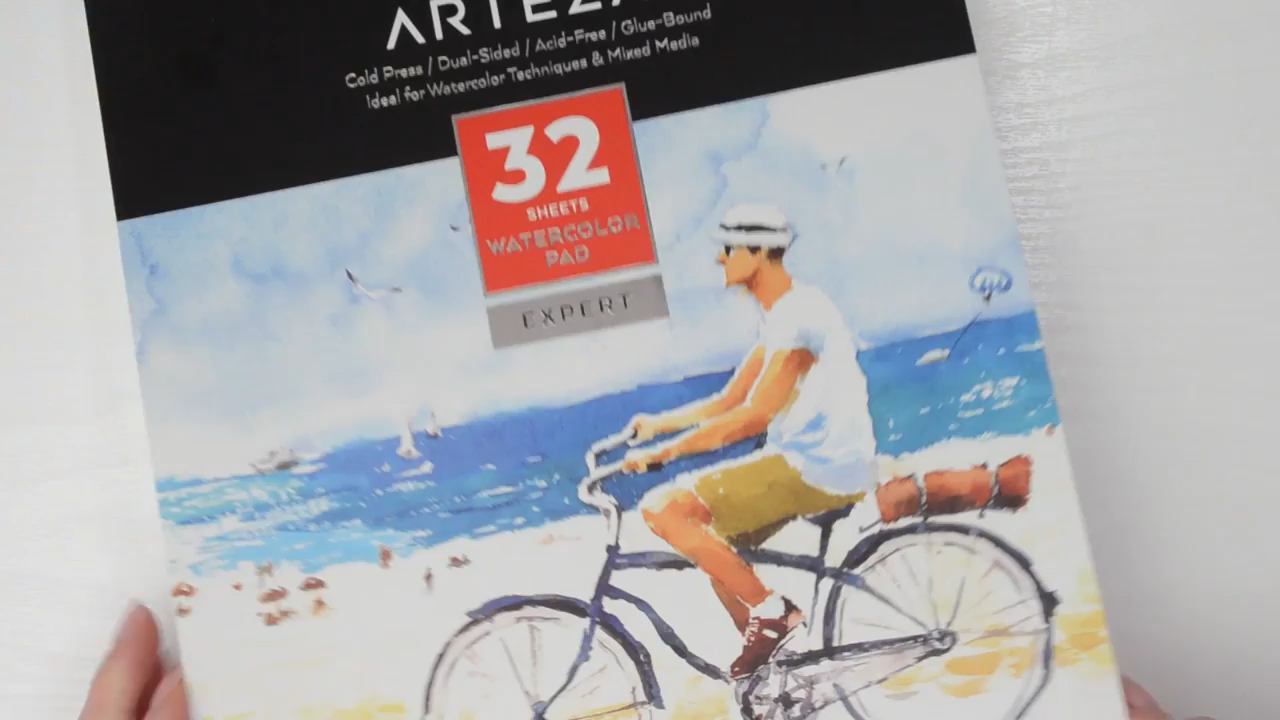 ARTEZA
Cold Press / Dual-Sided / Acid-Free / Glue-Bound
Ideal for Watercolor Techniques & Mixed Media
32
SHEETS
WATERCOLOR
PAD
EXPERT